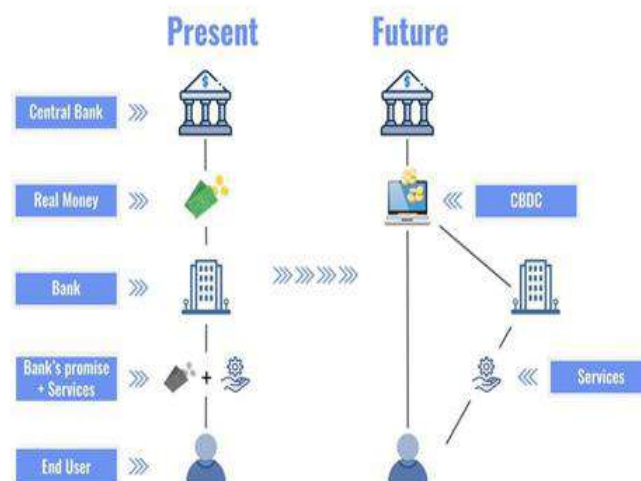 Present
Future
Central Bank
Real Money
CBDC
Bank
Bank's promise
+ Services
+
Services
End User